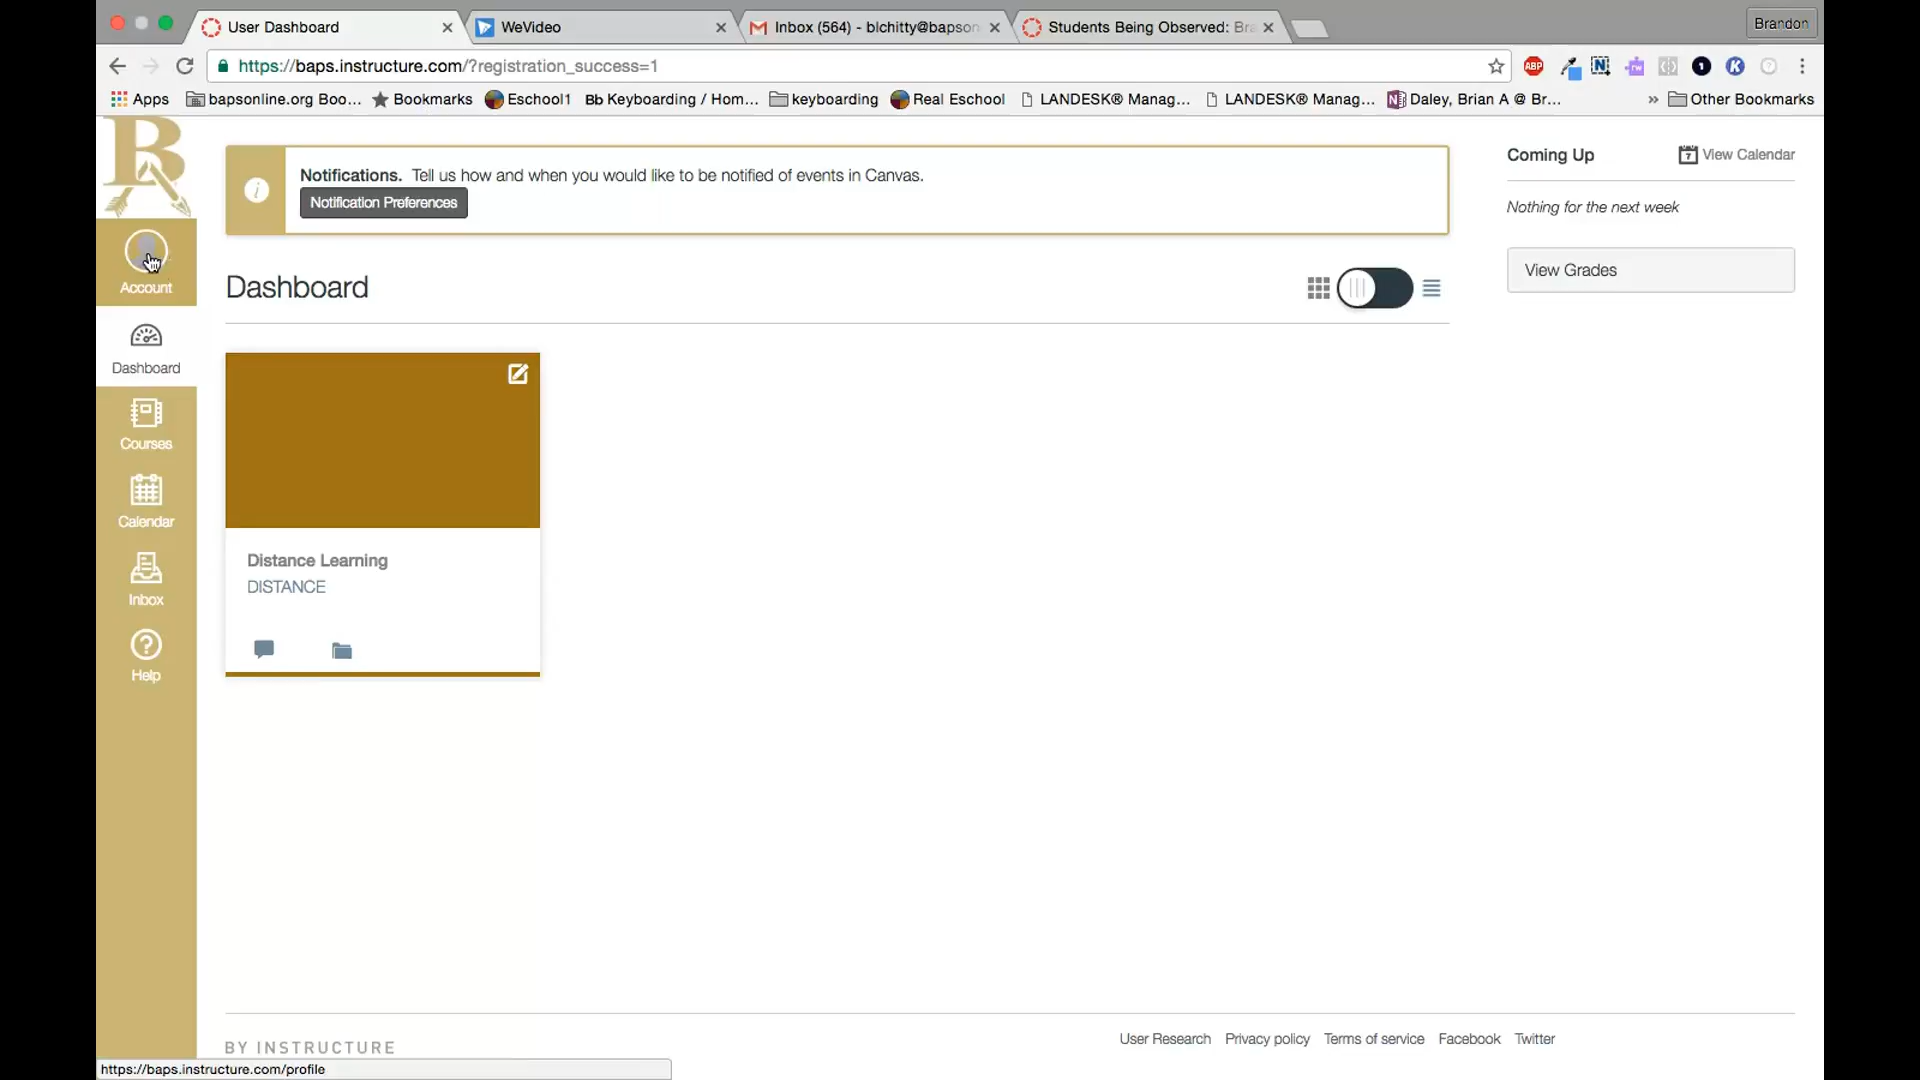 User Dashboard
WeVideo
Inbox (564) - blchitty@bapson
Students Being Observed: Bra
Brandon
https://baps.instructure.com/?registration_success=1
ABP
Apps
bapsonline.org Boo...
Bookmarks
Eschool1
Bb Keyboarding / Hom...
keyboarding
Real Eschool
LANDESK® Manag...
LANDESK® Manag...
Daley, Brian A @ Br...
» Other Bookmarks
B
Account
Dashboard
Courses
Calendar
Inbox
Help
Notifications. Tell us how and when you would like to be notified of events in Canvas.
Notification Preferences
Dashboard
Distance Learning
DISTANCE
Coming Up
View Calendar
Nothing for the next week
View Grades
BY INSTRUCTURE
User Research Privacy policy Terms of service Facebook Twitter
https://baps.instructure.com/profile